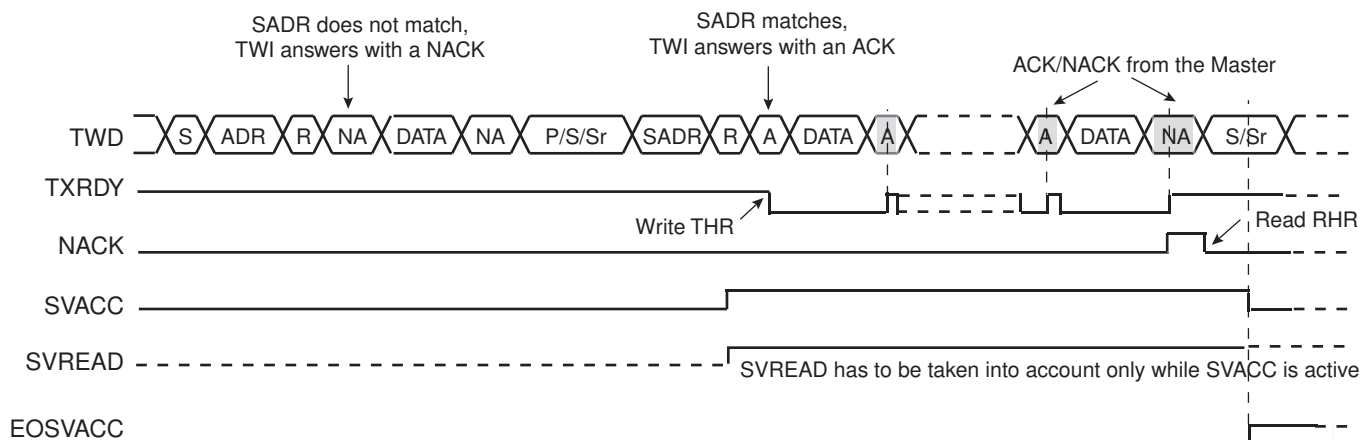 SADR does not match,
TWI answers with a NACK
SADR matches,
TWI answers with an ACK
ACK/NACK from the Master
TWD S ADR R NA DATA NA P/S/Sr SADR R A DATA A A DATA NA S/Sr
TXRDY
Write THR
Read RHR
NACK
SVACC
SVREAD
SVREAD has to be taken into account only while SVACC is active
EOSVACC